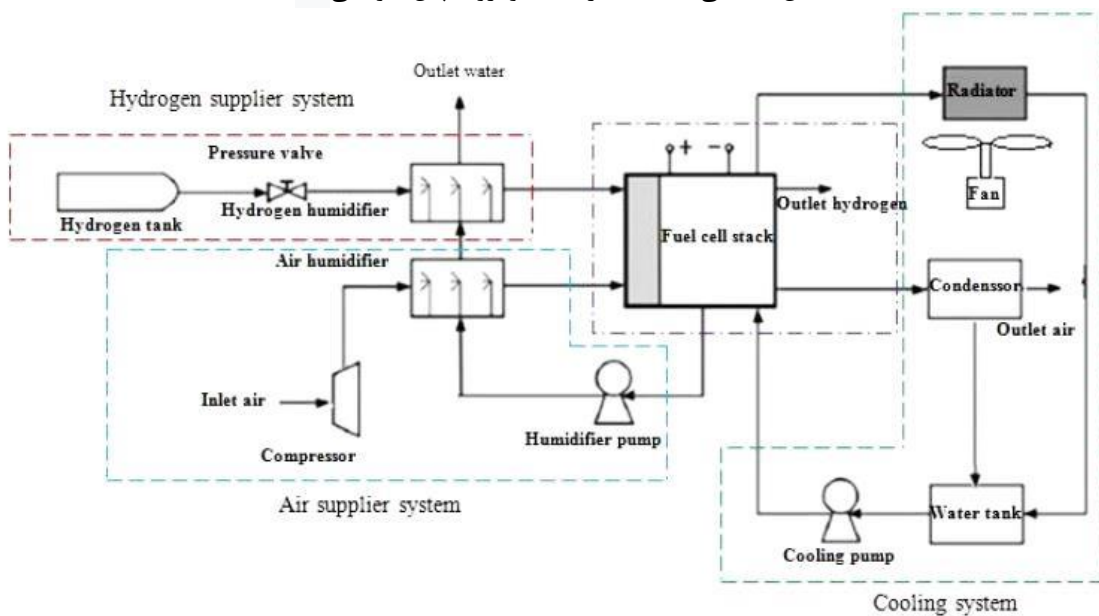 Outlet water
Hydrogen supplier system
Radiator
Pressure valve
+ -
Fan
Hydrogen humidifier
Outlet hydrogen
Hydrogen tank
Fuel cell stack
Air humidifier
Condenssor
Outlet air
Inlet air
Humidifier pump
Compressor
Air supplier system
Water tank
Cooling pump
Cooling system